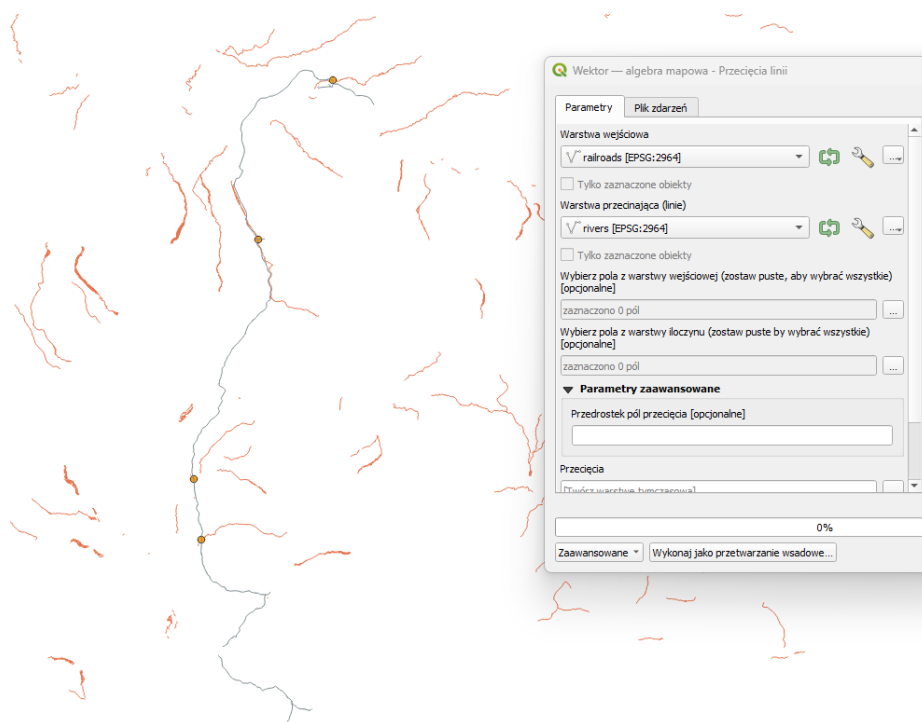 Wektor — algebra mapowa - Przecięcia linii
Parametry
Plik zdarzeń
Warstwa wejściowa
railroads [EPSG:2964]
Tylko zaznaczone obiekty
Warstwa przecinająca (linie)
rivers [EPSG:2964]
Tylko zaznaczone obiekty
Wybierz pola z warstwy wejściowej (zostaw puste, aby wybrać wszystkie)
[opcjonalne]
zaznaczono 0 pól
...
Wybierz pola z warstwy iloczynu (zostaw puste by wybrać wszystkie)
[opcjonalne]
zaznaczono 0 pól
...
Parametry zaawansowane
Przedrostek pól przecięcia [opcjonalne]
Przecięcia
[Twórz warstwę tymczasową]
0%
Zaawansowane
Wykonaj jako przetwarzanie wsadowe...